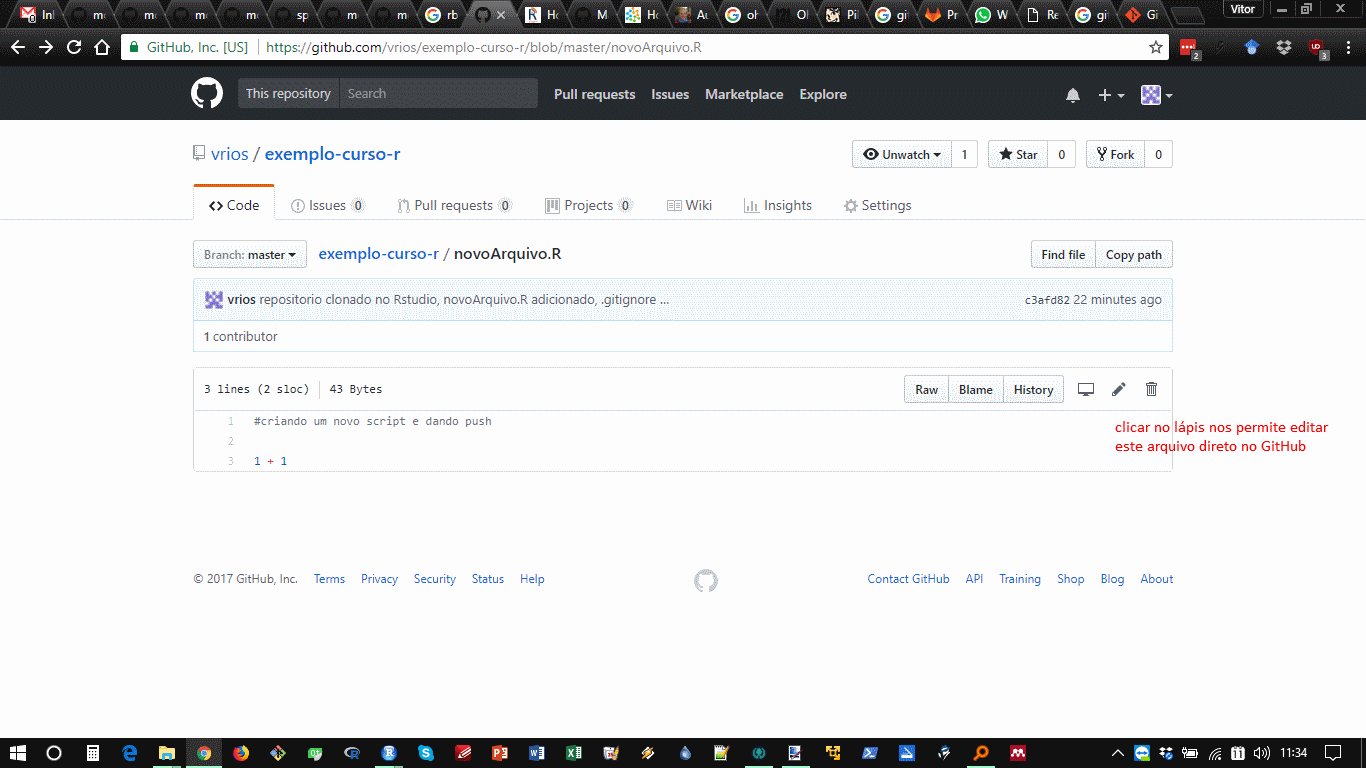 In m m m m sp m m rb R Ho M Ho Au oh Ol Pi gi Pr W Re gi Gi Vitor
GitHub, Inc. [US] https://github.com/vrios/exemplo-curso-r/blob/master/novoArquivo.R 2 3
This repository Search Pull requests Issues Marketplace Explore
vrios / exemplo-curso-r Unwatch 1 Star 0 Fork 0
Code Issues 0 Pull requests 0 Projects 0 Wiki Insights Settings
Branch: master exemplo-curso-r / novoArquivo.R Find file Copy path
vrios repositorio clonado no Rstudio, novoArquivo.R adicionado, .gitignore ... c3afd82 22 minutes ago
1 contributor
3 lines (2 sloc) 43 Bytes Raw Blame History
1 #criando um novo script e dando push
2
3 1 + 1
clicar no lápis nos permite editar
este arquivo direto no GitHub
© 2017 GitHub, Inc. Terms Privacy Security Status Help Contact GitHub API Training Shop Blog About
11:34